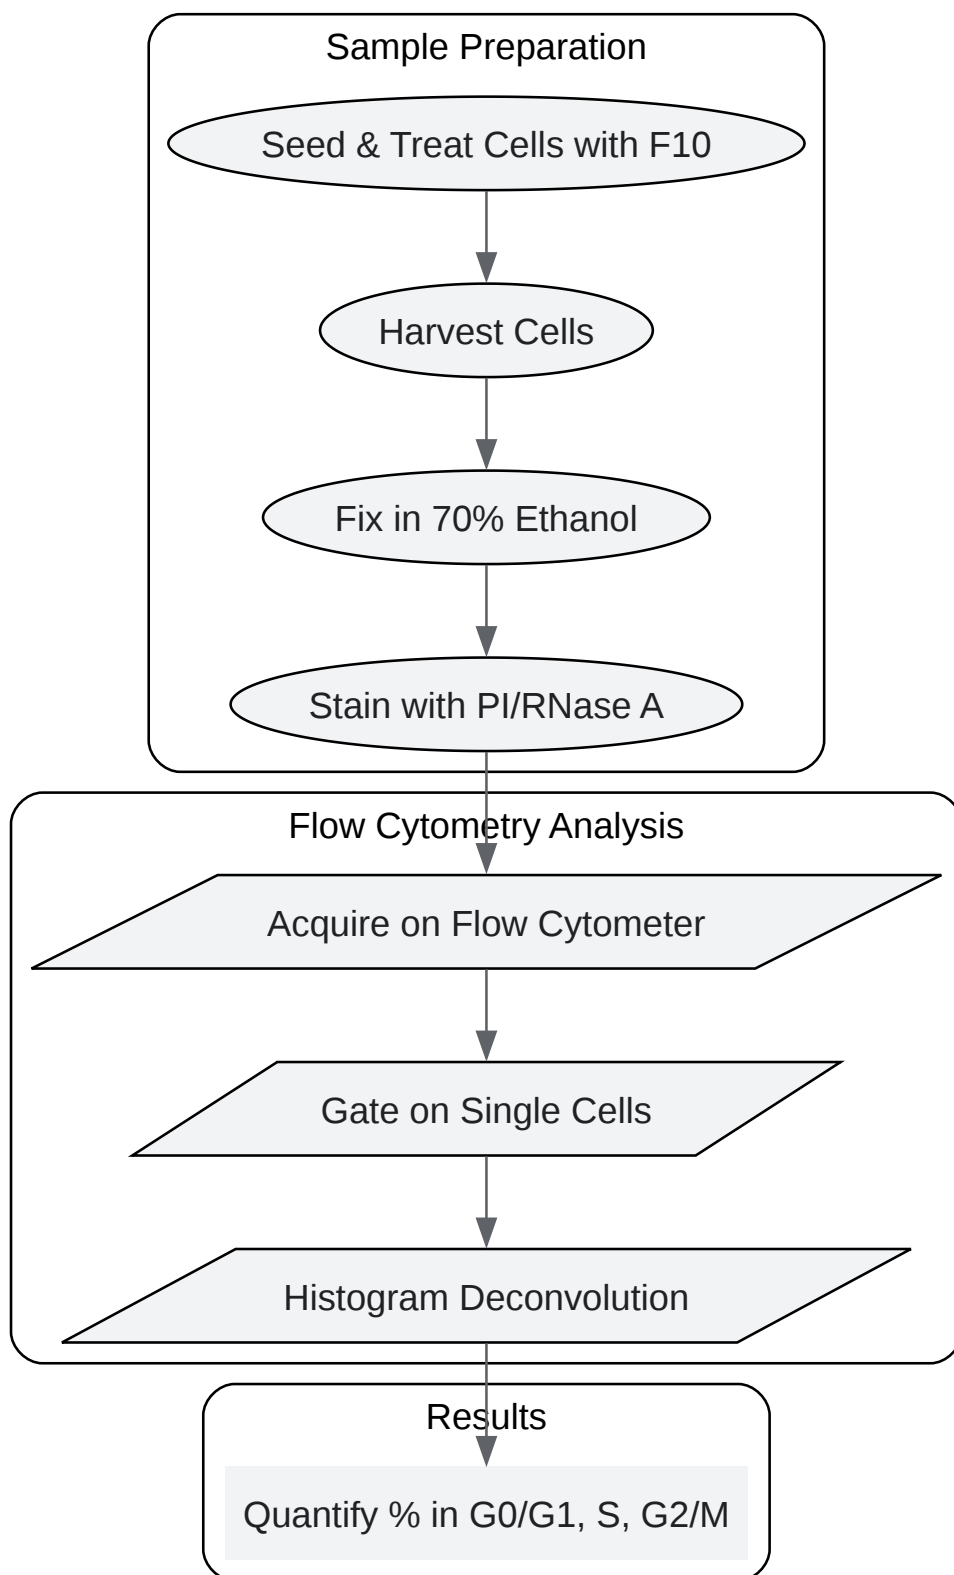 Sample Preparation
Seed & Treat Cells with F10
Harvest Cells
Fix in 70% Ethanol
Stain with PI/RNase A
Flow Cytometry Analysis
Acquire on Flow Cytometer
Gate on Single Cells
Histogram Deconvolution
Results
Quantify % in G0/G1, S, G2/M